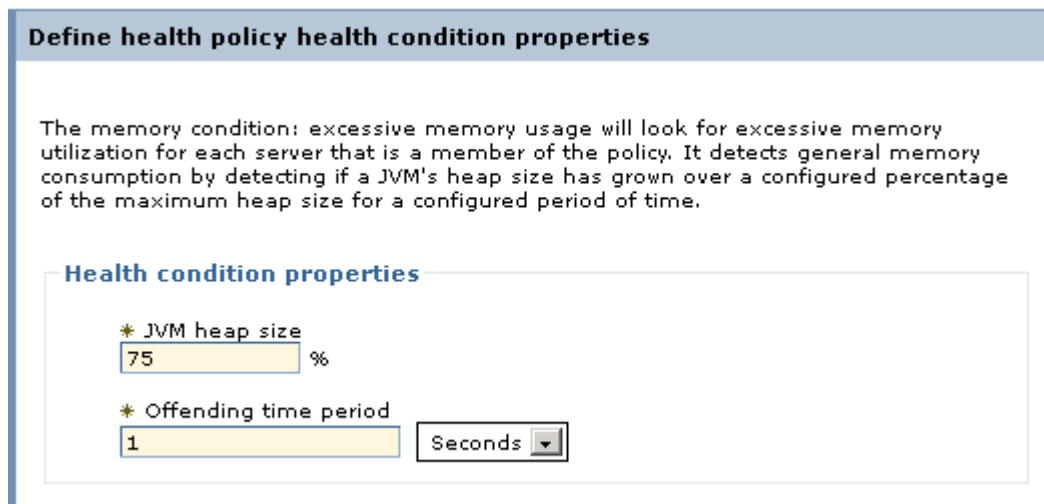 Define health policy health condition properties
The memory condition: excessive memory usage will look for excessive memory
utilization for each server that is a member of the policy. It detects general memory
consumption by detecting if a JVM's heap size has grown over a configured percentage
of the maximum heap size for a configured period of time.
Health condition properties
* JVM heap size
75 %
* Offending time period
1 Seconds